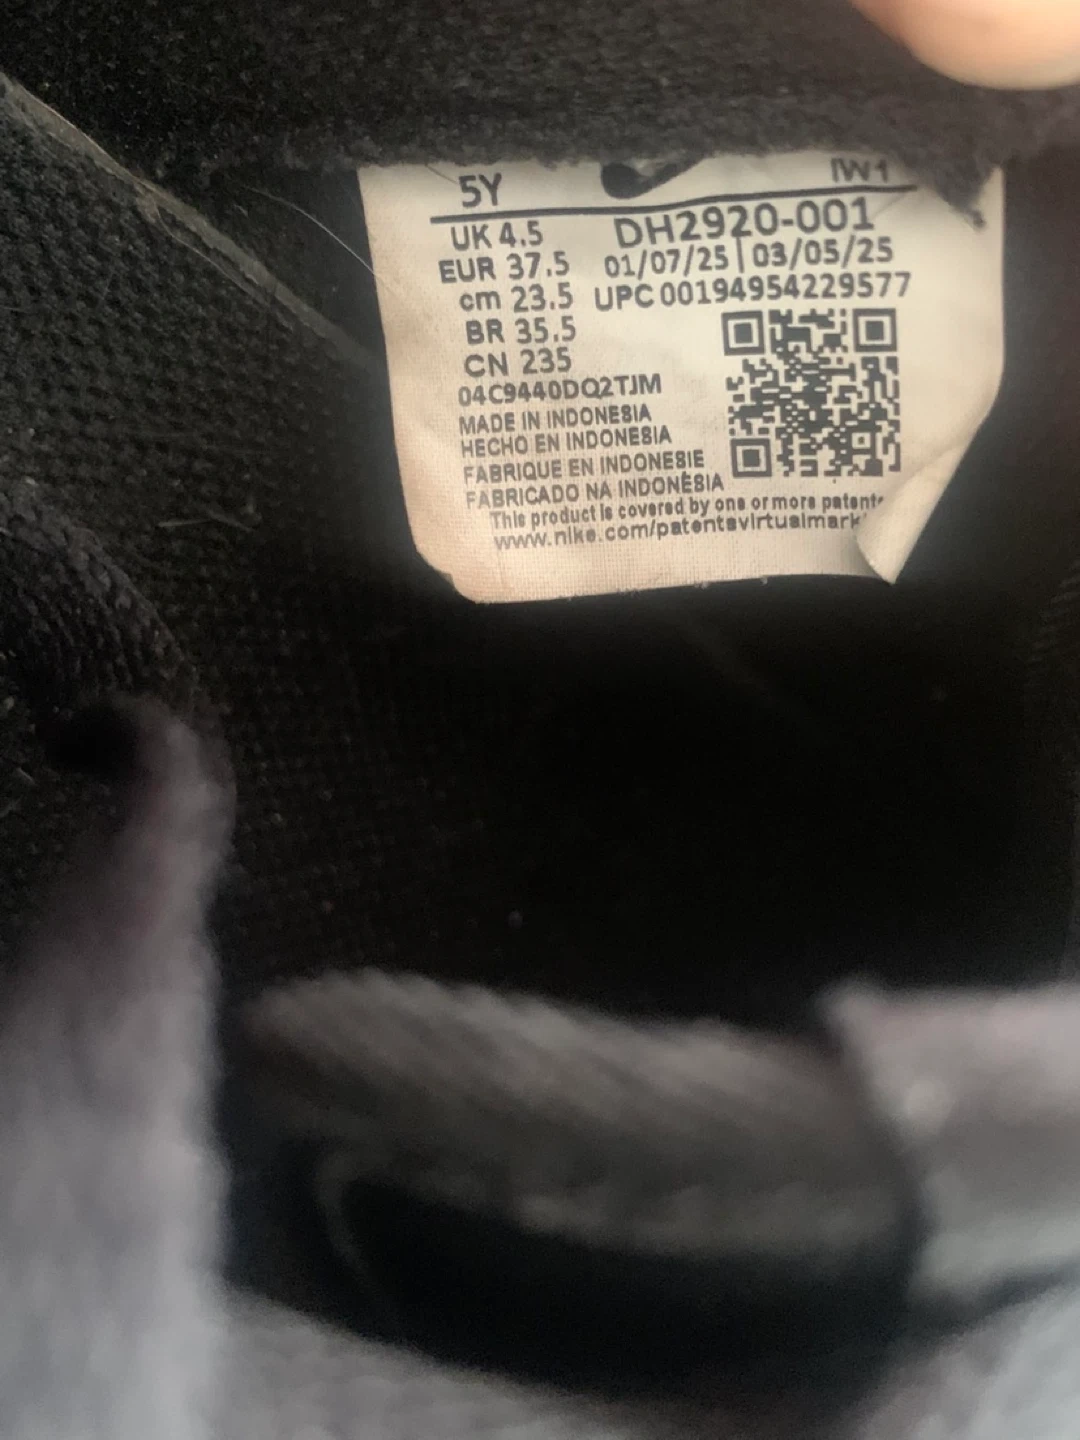 5Y IW1
UK 4.5 DH2920-001
EUR 37.5 01/07/25 | 03/05/25
cm 23.5 UPC 00194954229577
BR 35.5
CN 235
04C9440DQ2TJM
MADE IN INDONESIA
HECHO EN INDONESIA
FABRIQUE EN INDONESIE
FABRICADO NA INDONÉSIA
This product is covered by one or more patents
www.nike.com/patentsvirtualmark